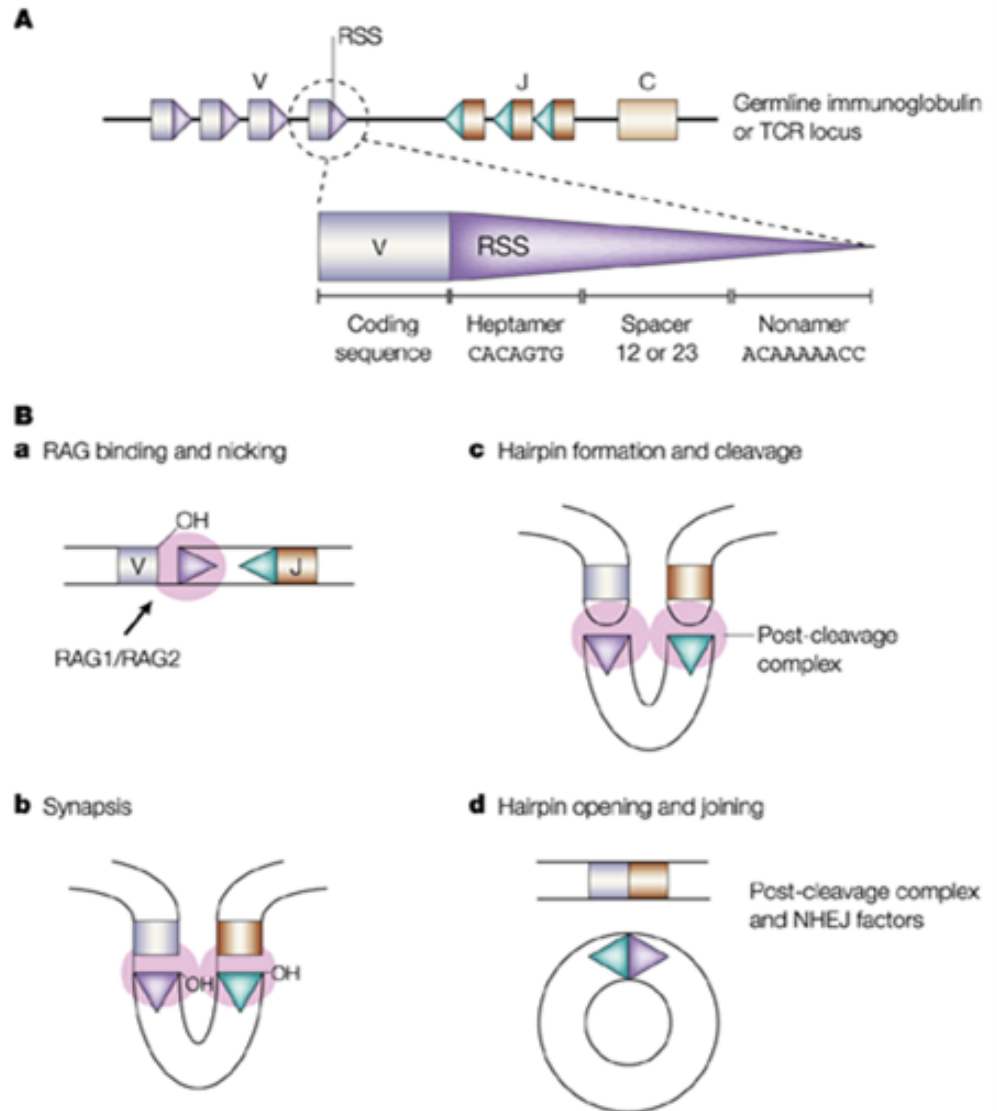 A
RSS
V
J
C
Germline immunoglobulin
or TCR locus
V
RSS
Coding
sequence
Heptamer
CACAGTG
Spacer
12 or 23
Nonamer
ACAAAAACC
B
a RAG binding and nicking
OH
V
J
RAG1/RAG2
c Hairpin formation and cleavage
Post-cleavage
complex
b Synapsis
OH
OH
d Hairpin opening and joining
Post-cleavage complex
and NHEJ factors